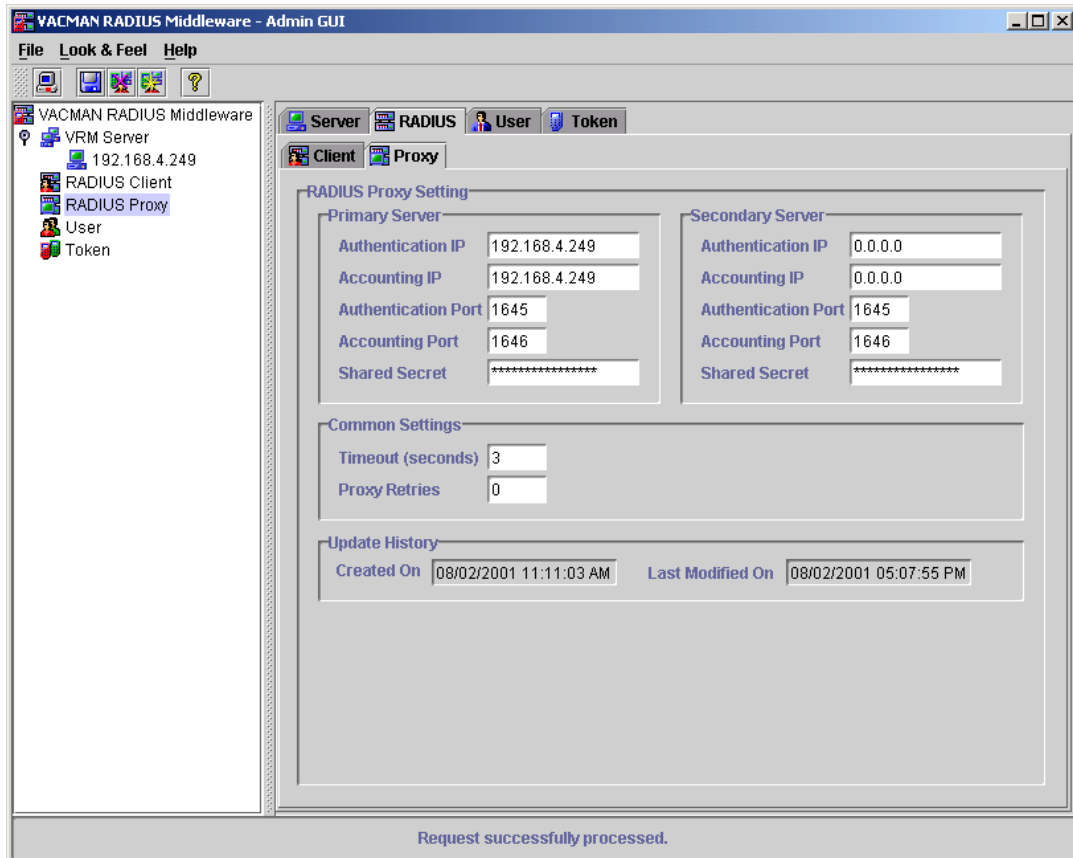 VACMAN RADIUS Middleware - Admin GUI
File Look & Feel Help
VACMAN RADIUS Middleware
VRM Server
192.168.4.249
RADIUS Client
RADIUS Proxy
User
Token
Server RADIUS User Token
Client Proxy
RADIUS Proxy Setting
Primary Server
Authentication IP 192.168.4.249
Accounting IP 192.168.4.249
Authentication Port 1645
Accounting Port 1646
Shared Secret ****************
Secondary Server
Authentication IP 0.0.0.0
Accounting IP 0.0.0.0
Authentication Port 1645
Accounting Port 1646
Shared Secret ****************
Common Settings
Timeout (seconds) 3
Proxy Retries 0
Update History
Created On 08/02/2001 11:11:03 AM Last Modified On 08/02/2001 05:07:55 PM
Request successfully processed.